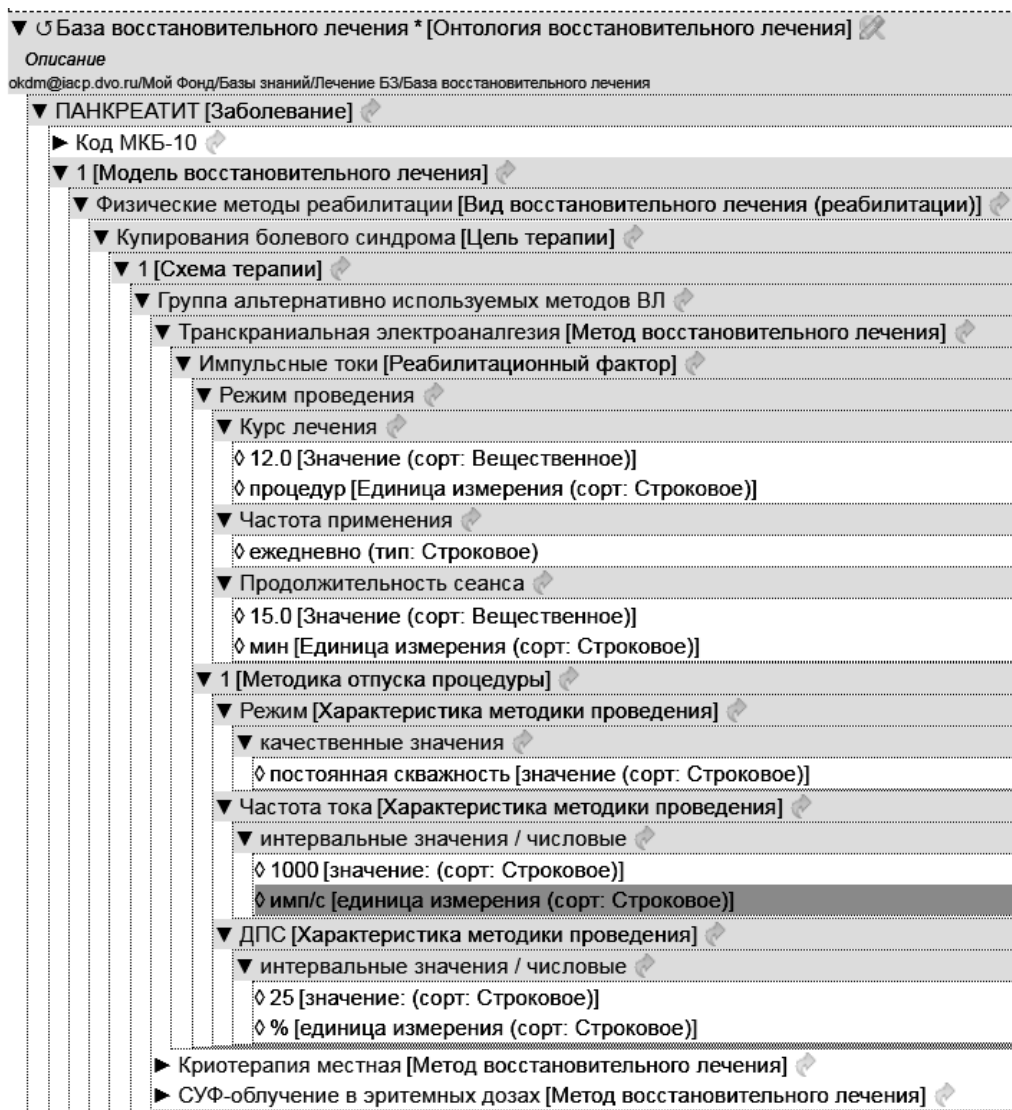 ▼ ↺ База восстановительного лечения * [Онтология восстановительного лечения]
Описание
okdm@iacp.dvo.ru/Мой Фонд/Базы знаний/Лечение БЗ/База восстановительного лечения
▼ ПАНКРЕАТИТ [Заболевание]
► Код МКБ-10
▼ 1 [Модель восстановительного лечения]
▼ Физические методы реабилитации [Вид восстановительного лечения (реабилитации)]
▼ Купирования болевого синдрома [Цель терапии]
▼ 1 [Схема терапии]
▼ Группа альтернативно используемых методов ВЛ
▼ Транскраниальная электроаналгезия [Метод восстановительного лечения]
▼ Импульсные токи [Реабилитационный фактор]
▼ Режим проведения
▼ Курс лечения
◊ 12.0 [Значение (сорт: Вещественное)]
◊ процедур [Единица измерения (сорт: Строковое)]
▼ Частота применения
◊ ежедневно (тип: Строковое)
▼ Продолжительность сеанса
◊ 15.0 [Значение (сорт: Вещественное)]
◊ мин [Единица измерения (сорт: Строковое)]
▼ 1 [Методика отпуска процедуры]
▼ Режим [Характеристика методики проведения]
▼ качественные значения
◊ постоянная скважность [значение (сорт: Строковое)]
▼ Частота тока [Характеристика методики проведения]
▼ интервальные значения / числовые
◊ 1000 [значение: (сорт: Строковое)]
◊ имп/с [единица измерения (сорт: Строковое)]
▼ ДПС [Характеристика методики проведения]
▼ интервальные значения / числовые
◊ 25 [значение: (сорт: Строковое)]
◊ % [единица измерения (сорт: Строковое)]
► Криотерапия местная [Метод восстановительного лечения]
► СУФ-облучение в эритемных дозах [Метод восстановительного лечения]